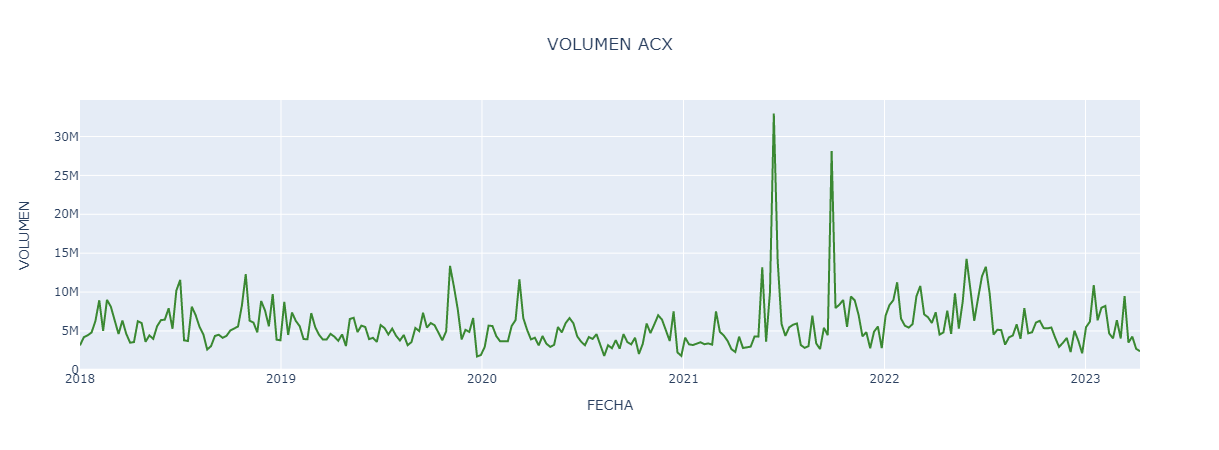 VOLUMEN ACX
VOLUMEN
30M
25M
20M
15M
10M
5M
0
2018
2019
2020
2021
2022
2023
FECHA